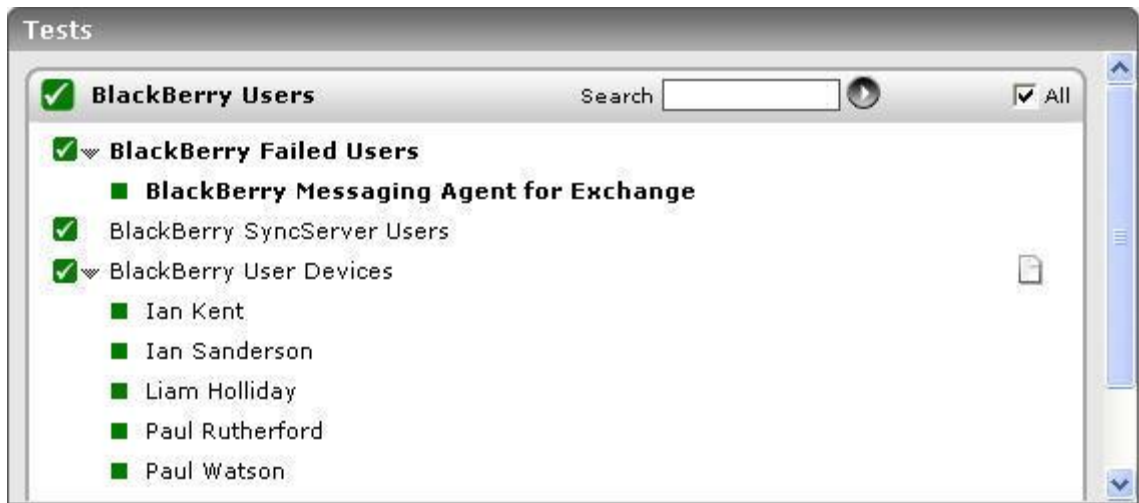 Tests
BlackBerry Users Search All
BlackBerry Failed Users
BlackBerry Messaging Agent for Exchange
BlackBerry SyncServer Users
BlackBerry User Devices
Ian Kent
Ian Sanderson
Liam Holliday
Paul Rutherford
Paul Watson